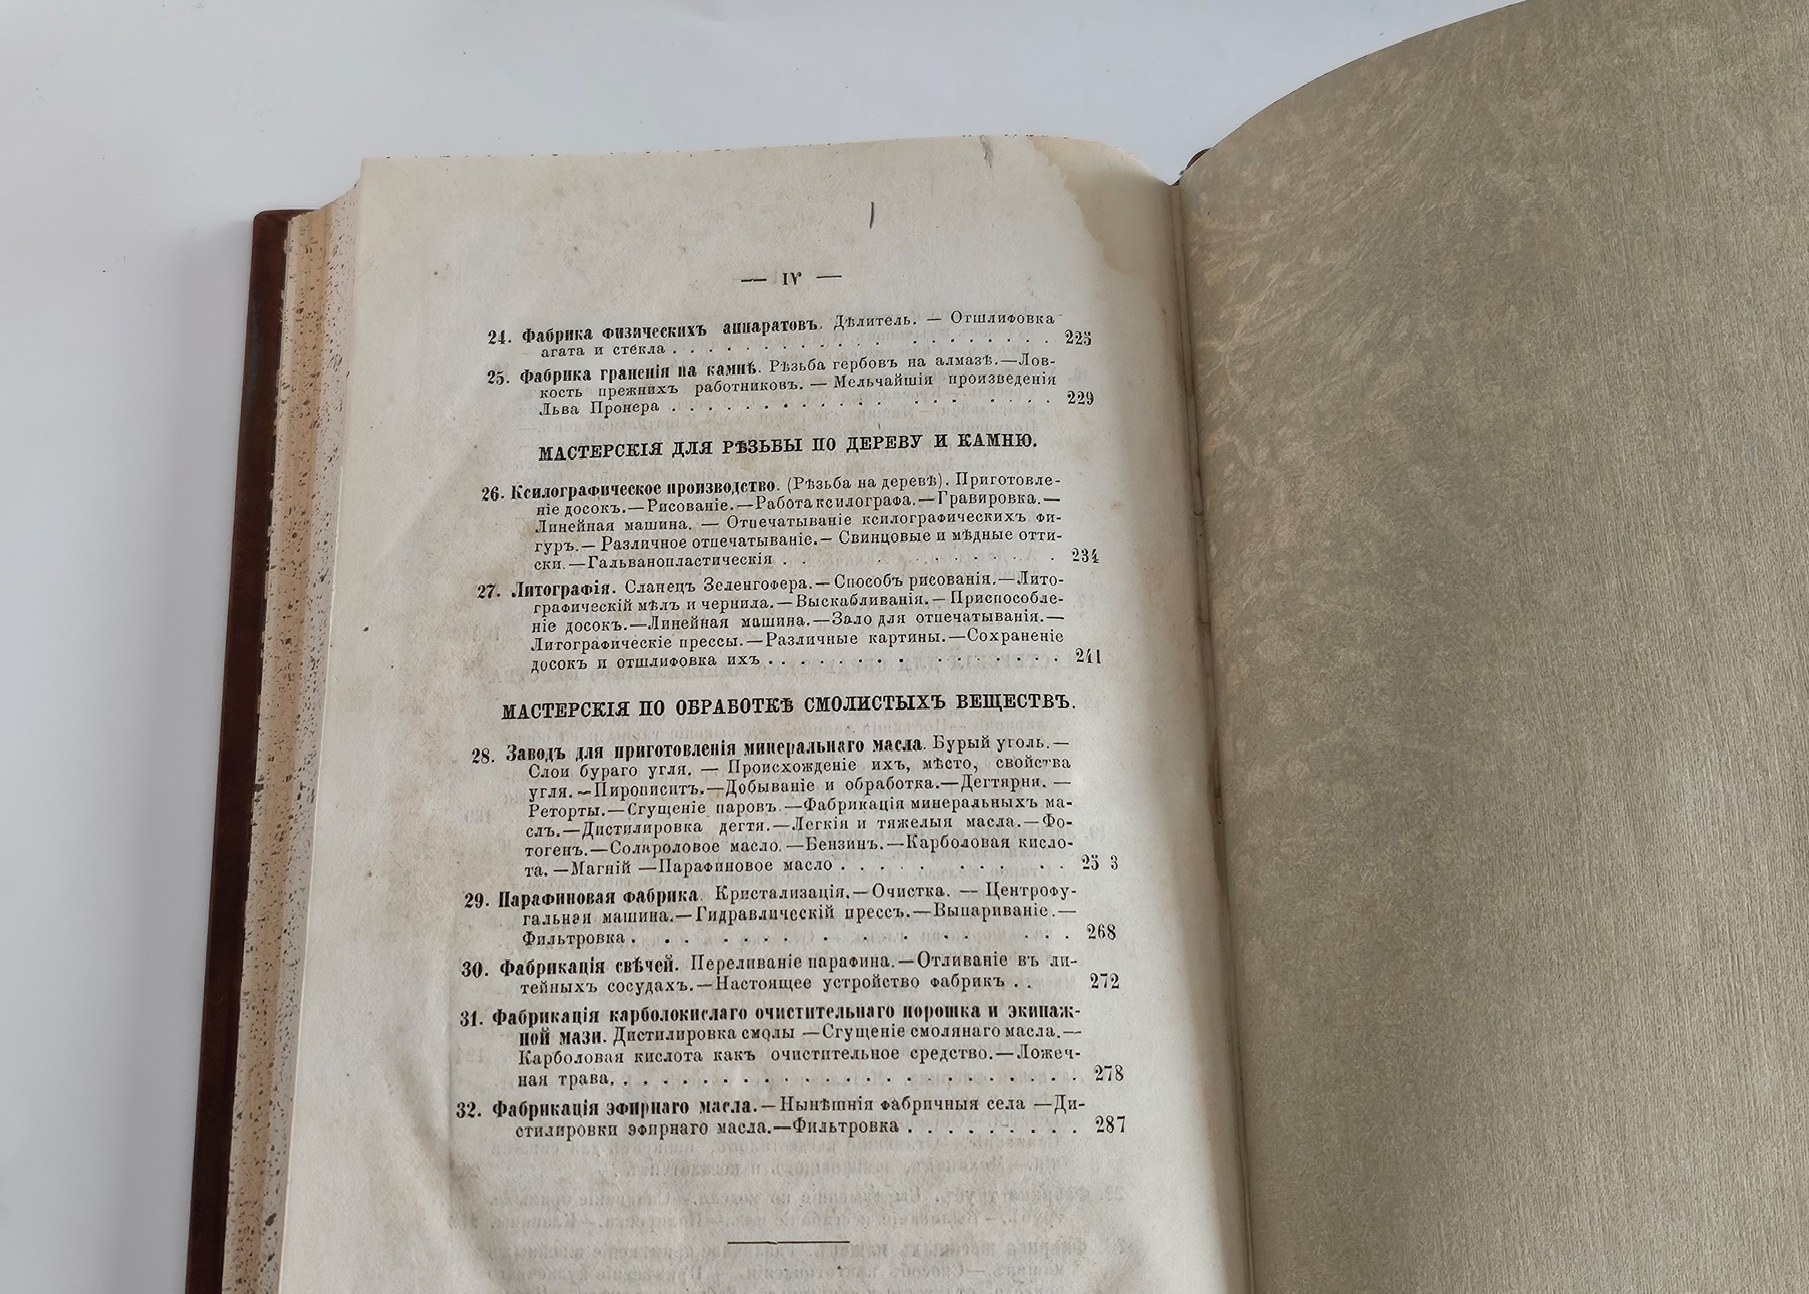 — IV —
24. Фабрика физическихъ аппаратовъ. Дѣлитель. — Отшлифовка
агата и стекла . . . . . . . . . . . . . . . . . . . . 225
25. Фабрика граненія на камнѣ. Рѣзьба гербовъ на алмазѣ.—Лов-
кость прежнихъ работниковъ. — Мельчайшія произведенія
Льва Пронера . . . . . . . . . . . . . . . . . . . . 229
МАСТЕРСКІЯ ДЛЯ РѢЗЬБЫ ПО ДЕРЕВУ И КАМНЮ.
26. Ксилографическое производство. (Рѣзьба на деревѣ). Приготовле-
ніе досокъ.—Рисованіе.—Работа ксилографа.—Гравировка.—
Линейная машина. — Отпечатываніе ксилографическихъ фи-
гуръ.— Различное отпечатываніе.— Свинцовые и мѣдные отти-
ски.—Гальванопластическія . . . . . . . . . 234
27. Литографія. Сланецъ Зеленгофера.—Способъ рисованія.—Лито-
графическій мѣлъ и чернила.—Выскабливанія.—Приспособле-
ніе досокъ.—Линейная машина.—Зало для отпечатыванія.—
Литографическіе прессы.—Различные картины.—Сохраненіе
досокъ и отшлифовка ихъ . . . . . . . . . . . . . . . 241
МАСТЕРСКІЯ ПО ОБРАБОТКѢ СМОЛИСТЫХЪ ВЕЩЕСТВЪ.
28. Заводъ для приготовленія минеральнаго масла. Бурый уголь.—
Слои бураго угля. — Происхожденіе ихъ, мѣсто, свойства
угля.—Пирописитъ.—Добываніе и обработка.—Дегтярня. —
Реторты.—Сгущеніе паровъ.—Фабрикація минеральныхъ ма-
слъ.—Дистилировка дегтя.—Легкія и тяжелыя масла.—Фо-
тогенъ.—Солароловое масло.—Бензинъ.—Карболовая кисло-
та.—Магній —Парафиновое масло . . . . . . . . . . 25 3
29. Парафиновая фабрика. Кристализація.—Очистка. — Центрофу-
гальная машина.—Гидравлическій прессъ.—Выпариваніе.—
Фильтровка . . . . . . . . . . . . . . . 268
30. Фабрикація свѣчей. Переливаніе парафина.—Отливаніе въ ли-
тейныхъ сосудахъ.—Настоящее устройство фабрикъ . . 272
31. Фабрикація карболокислаго очистительнаго порошка и экипаж-
ной мази. Дистилировка смолы —Сгущеніе смолянаго масла.—
Карболовая кислота какъ очистительное средство.—Ложеч-
ная трава. . . . . . . . . . . . . . . . . . . . . . . 278
32. Фабрикація эфирнаго масла.—Нынѣшнія фабричныя села —Ди-
стилировки эфирнаго масла.—Фильтровка . . . . . . . . . 287